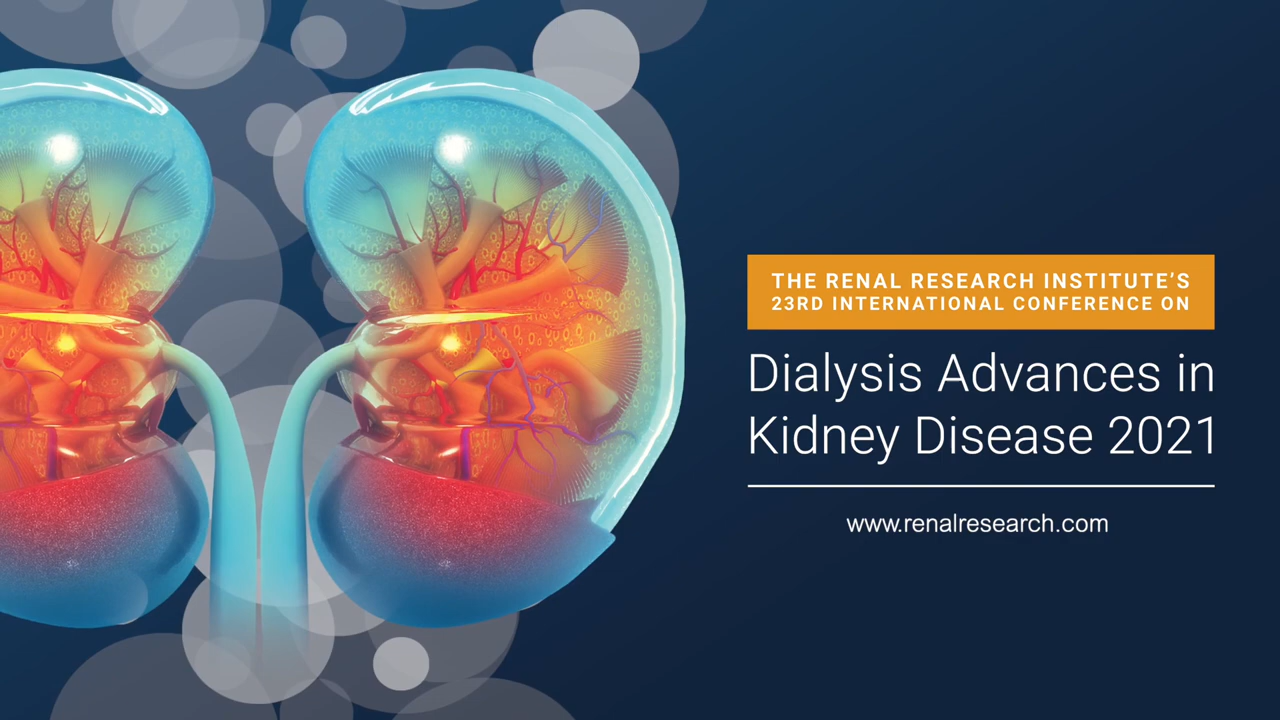 THE RENAL RESEARCH INSTITUTE’S
23RD INTERNATIONAL CONFERENCE ON
Dialysis Advances in
Kidney Disease 2021
www.renalresearch.com